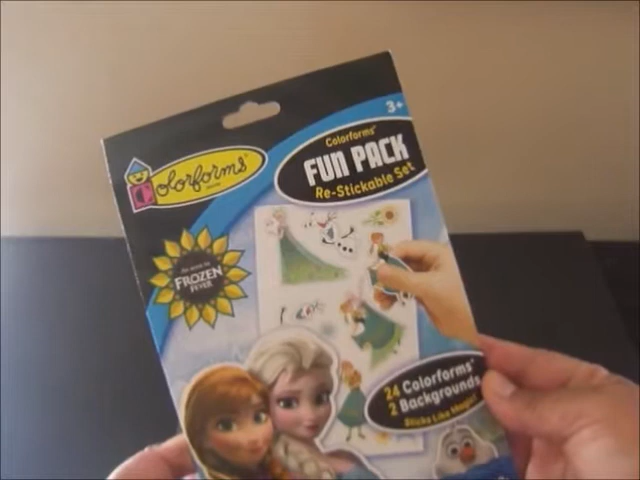 3+
Colorforms
Colorforms®
FUN PACK
Re-Stickable Set
FROZEN
FEVER
24 Colorforms®
2 Backgrounds
Sticks Like Magic!